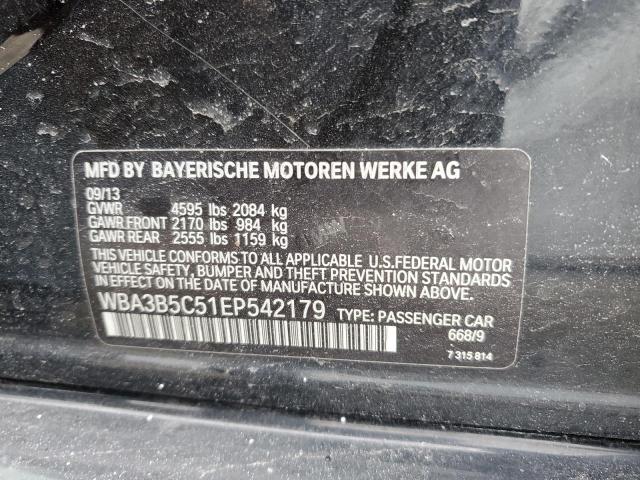 MFD BY BAYERISCHE MOTOREN WERKE AG
09/13
GVWR 4595 lbs 2084 kg
GAWR FRONT 2170 lbs 984 kg
GAWR REAR 2555 lbs 1159 kg
THIS VEHICLE CONFORMS TO ALL APPLICABLE U.S.FEDERAL MOTOR
VEHICLE SAFETY, BUMPER AND THEFT PREVENTION STANDARDS
IN EFFECT ON THE DATE OF MANUFACTURE SHOWN ABOVE.
WBA3B5C51EP542179 TYPE: PASSENGER CAR
668/9
7 315 814